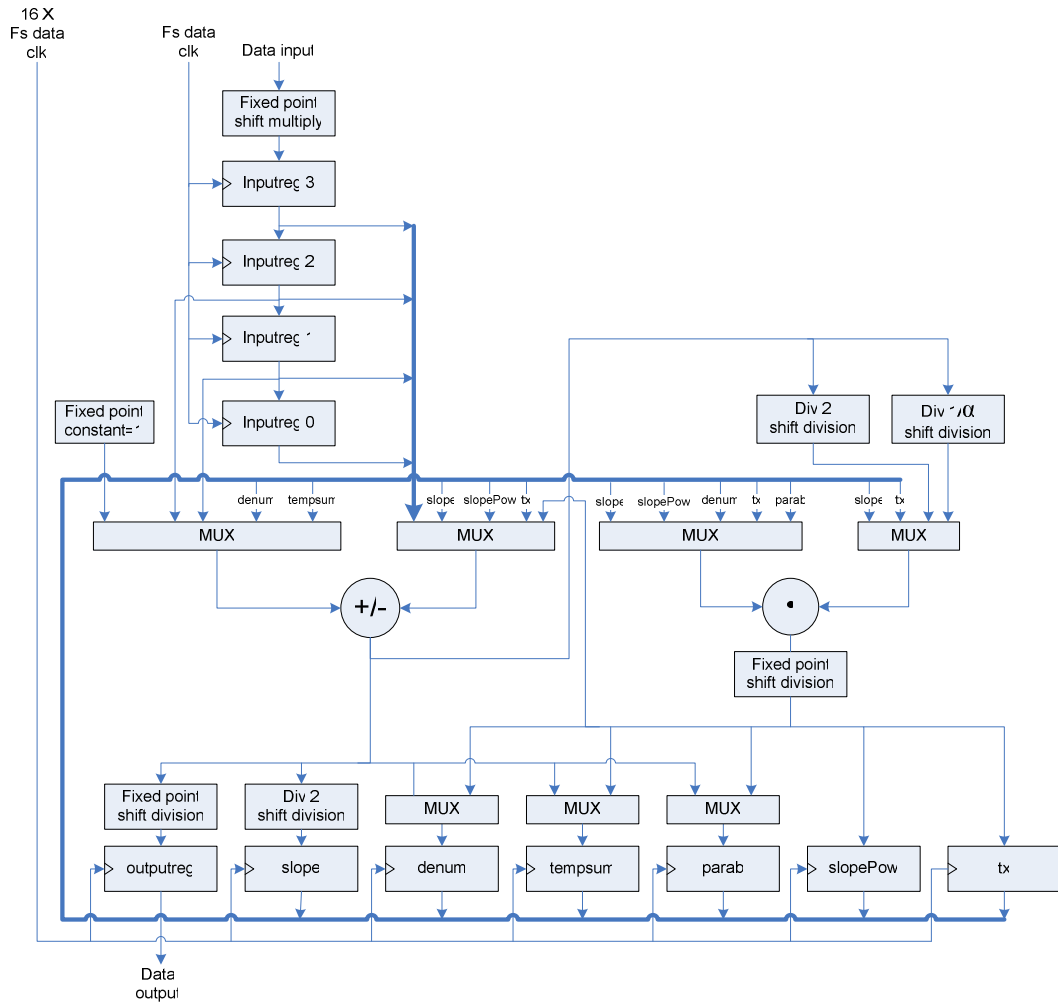 16 X
Fs data
clk
Fs data
clk
Data input
Fixed point
shift multiply
Inputreg 3
Inputreg 2
Inputreg 1
Inputreg 0
Fixed point
constant=1
Div 2
shift division
Div 1/α
shift division
denum
tempsum
slope
slopePow
tx
slope
slopePow
denum
tx
parab
slope
tx
MUX
MUX
MUX
MUX
+/-
•
Fixed point
shift division
Fixed point
shift division
Div 2
shift division
MUX
MUX
MUX
outputreg
slope
denum
tempsum
parab
slopePow
tx
Data
output